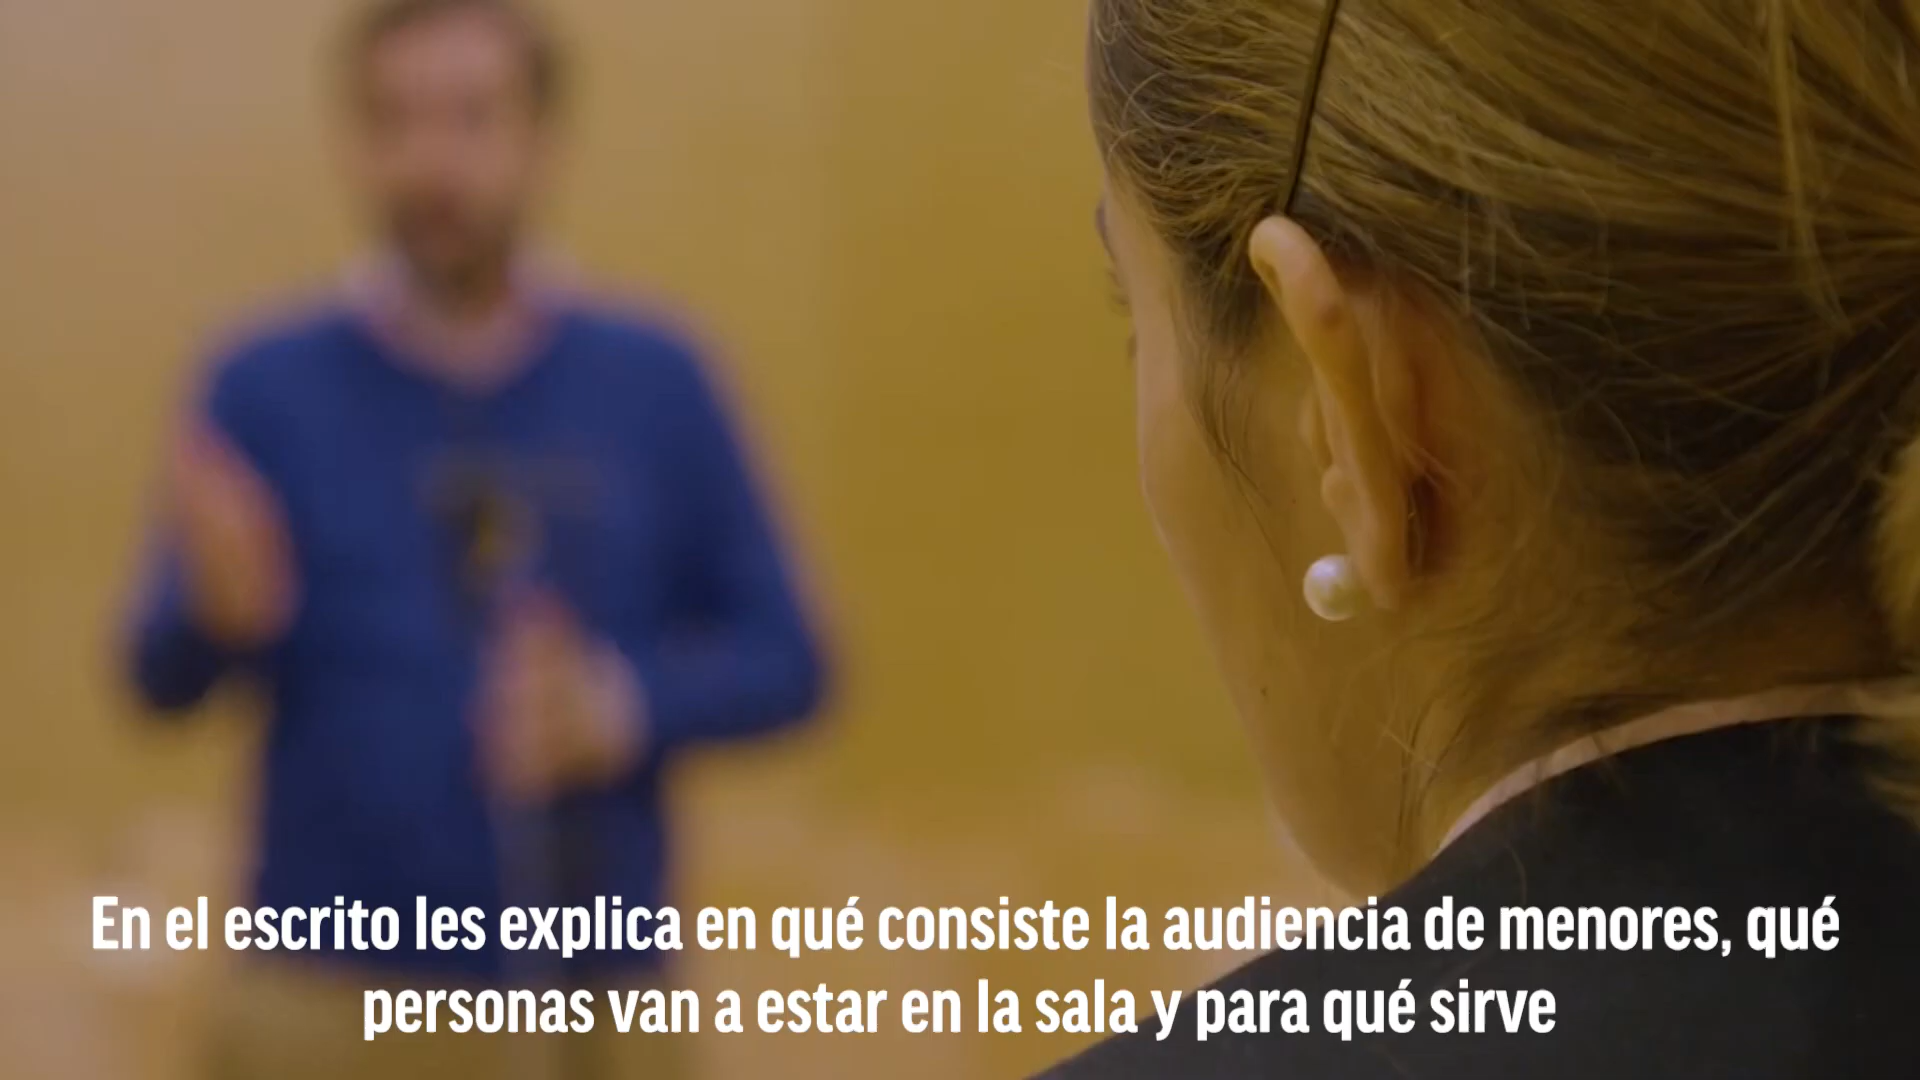 En el escrito les explica en qué consiste la audiencia de menores, qué
personas van a estar en la sala y para qué sirve